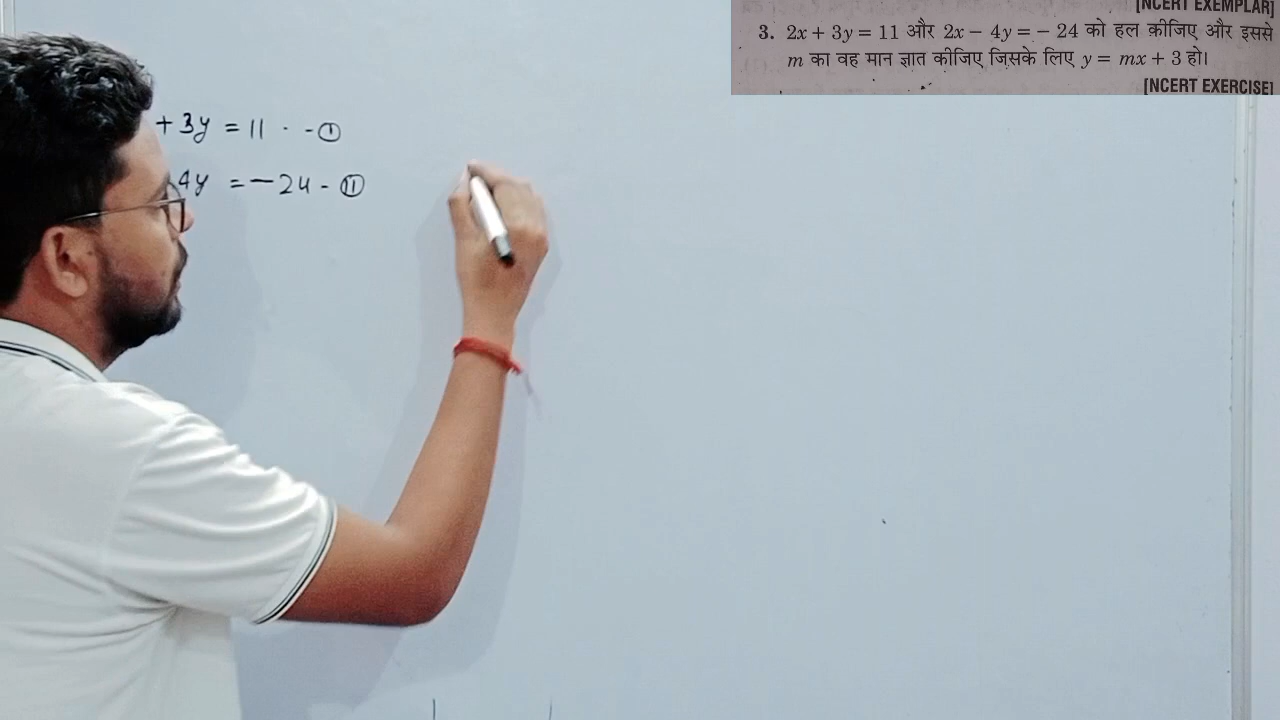 [NCERT EXEMPLAR]
3. 2x + 3y = 11 और 2x − 4y = − 24 को हल कीजिए और इससे
m का वह मान ज्ञात कीजिए जिसके लिए y = mx + 3 हो।
[NCERT EXERCISE]
+ 3y = 11 - - ①
4y = − 24 - ⑪